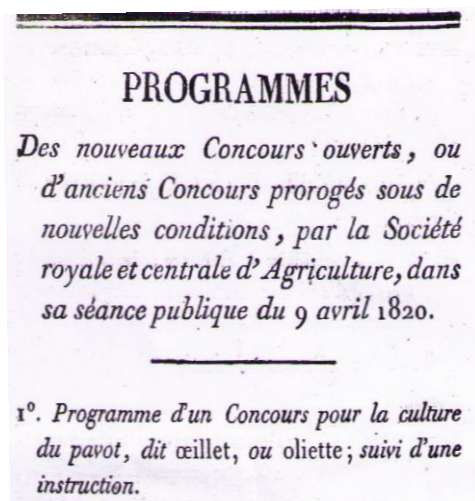 PROGRAMMES
Des nouveaux Concours ouverts, ou
d'anciens Concours prorogés sous de
nouvelles conditions, par la Société
royale et centrale d'Agriculture, dans
sa séance publique du 9 avril 1820.
1º. Programme d'un Concours pour la culture
du pavot, dit œillet, ou oliette; suivi d'une
instruction.